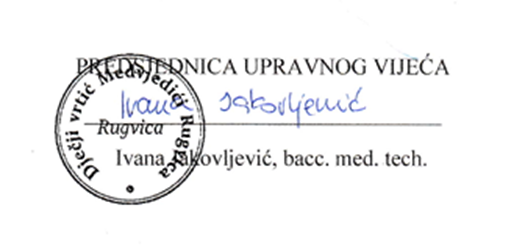 PREDSJEDNICA UPRAVNOG VIJEĆA
Ivana Jakovljević
Dječji vrtić Medvjedići Rugvica
Rugvica
Ivana Jakovljević, bacc. med. tech.